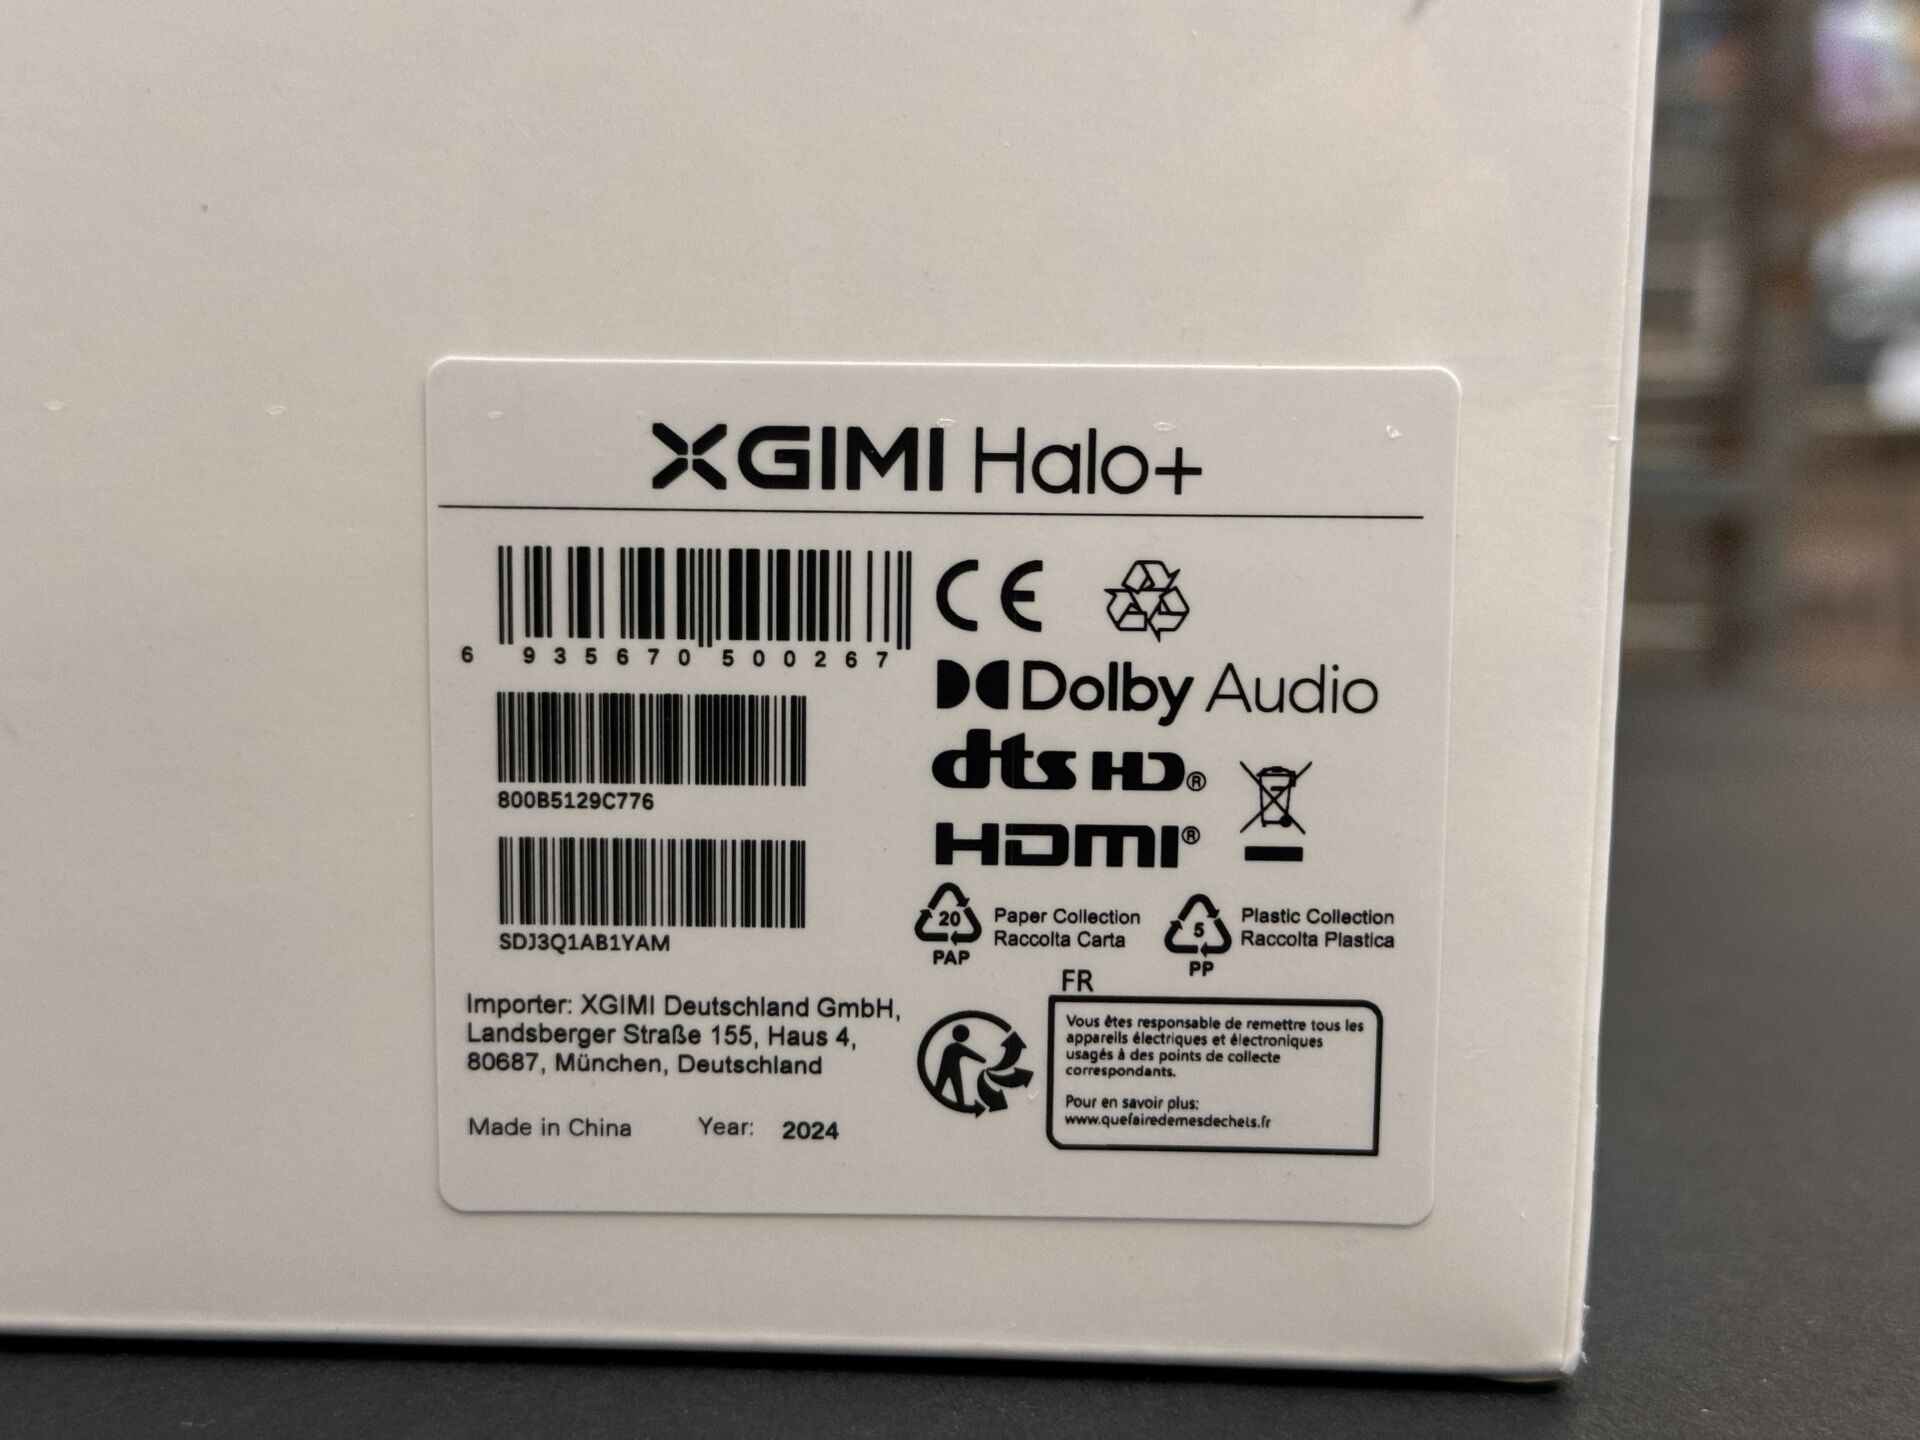 XGIMI Halo+
6 935670 500267
800B5129C776
SDJ3Q1AB1YAM
Importer: XGIMI Deutschland GmbH,
Landsberger Straße 155, Haus 4,
80687, München, Deutschland
Made in China Year: 2024
CE
Dolby Audio
dts HD®
HDMI®
20
PAP
Paper Collection
Raccolta Carta
5
PP
Plastic Collection
Raccolta Plastica
FR
Vous êtes responsable de remettre tous les
appareils électriques et électroniques
usagés à des points de collecte
correspondants.
Pour en savoir plus:
www.quefairedemesdechets.fr